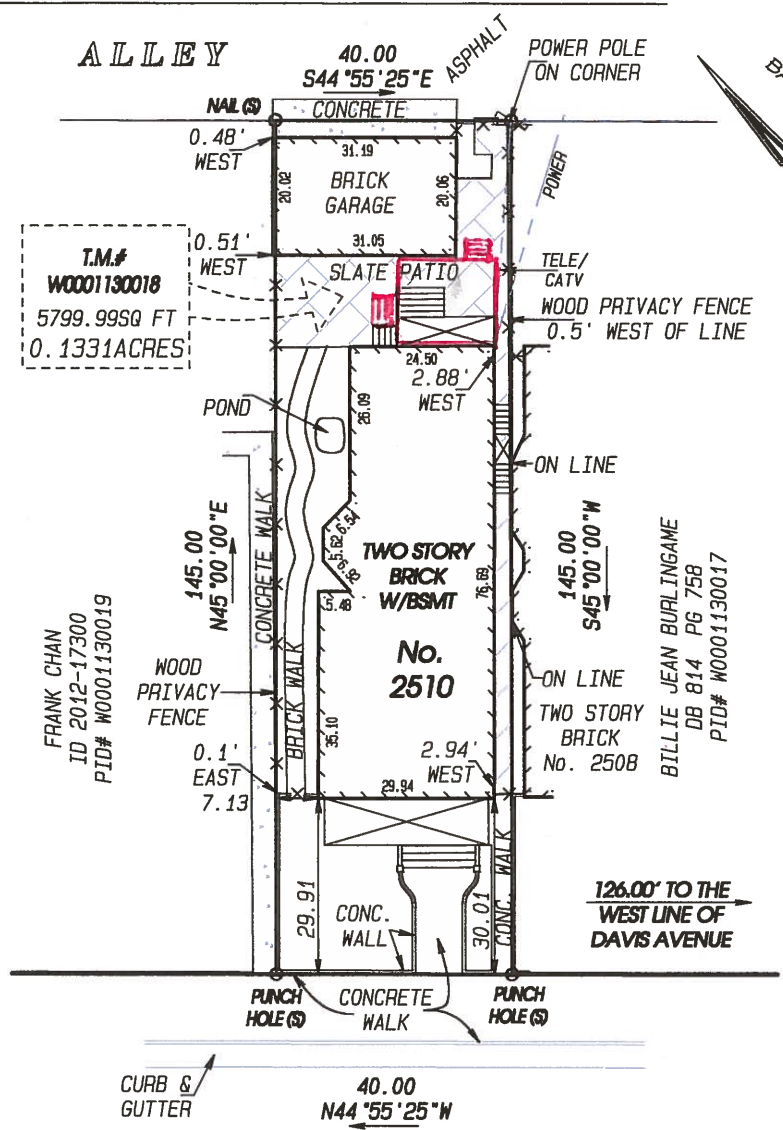 ALLEY
40.00
S44°55'25"E
ASPHALT
POWER POLE
ON CORNER
NAIL (S)
CONCRETE
0.48'
WEST
31.19
BRICK
GARAGE
20.02
20.06
31.05
POWER
T.M.#
W0001130018
5799.99SQ FT
0.1331ACRES
0.51'
WEST
SLATE PATIO
TELE/
CATV
WOOD PRIVACY FENCE
0.5' WEST OF LINE
24.50
2.88'
WEST
26.09
POND
ON LINE
145.00
N45°00'00"E
CONCRETE WALK
6.54
5.62
6.92
5.48
TWO STORY
BRICK
W/BSMT
No.
2510
76.69
145.00
S45°00'00"W
BILLIE JEAN BURLINGAME
DB 814 PG 758
PID# W0001130017
FRANK CHAN
ID 2012-17300
PID# W0001130019
WOOD
PRIVACY
FENCE
BRICK WALK
35.10
ON LINE
TWO STORY
BRICK
No. 2508
0.1'
EAST
7.13
2.94'
WEST
29.94
29.91
CONC.
WALL
30.01
CONC. WALK
126.00' TO THE
WEST LINE OF
DAVIS AVENUE
PUNCH
HOLE (S)
CONCRETE
WALK
PUNCH
HOLE (S)
CURB &
GUTTER
40.00
N44°55'25"W